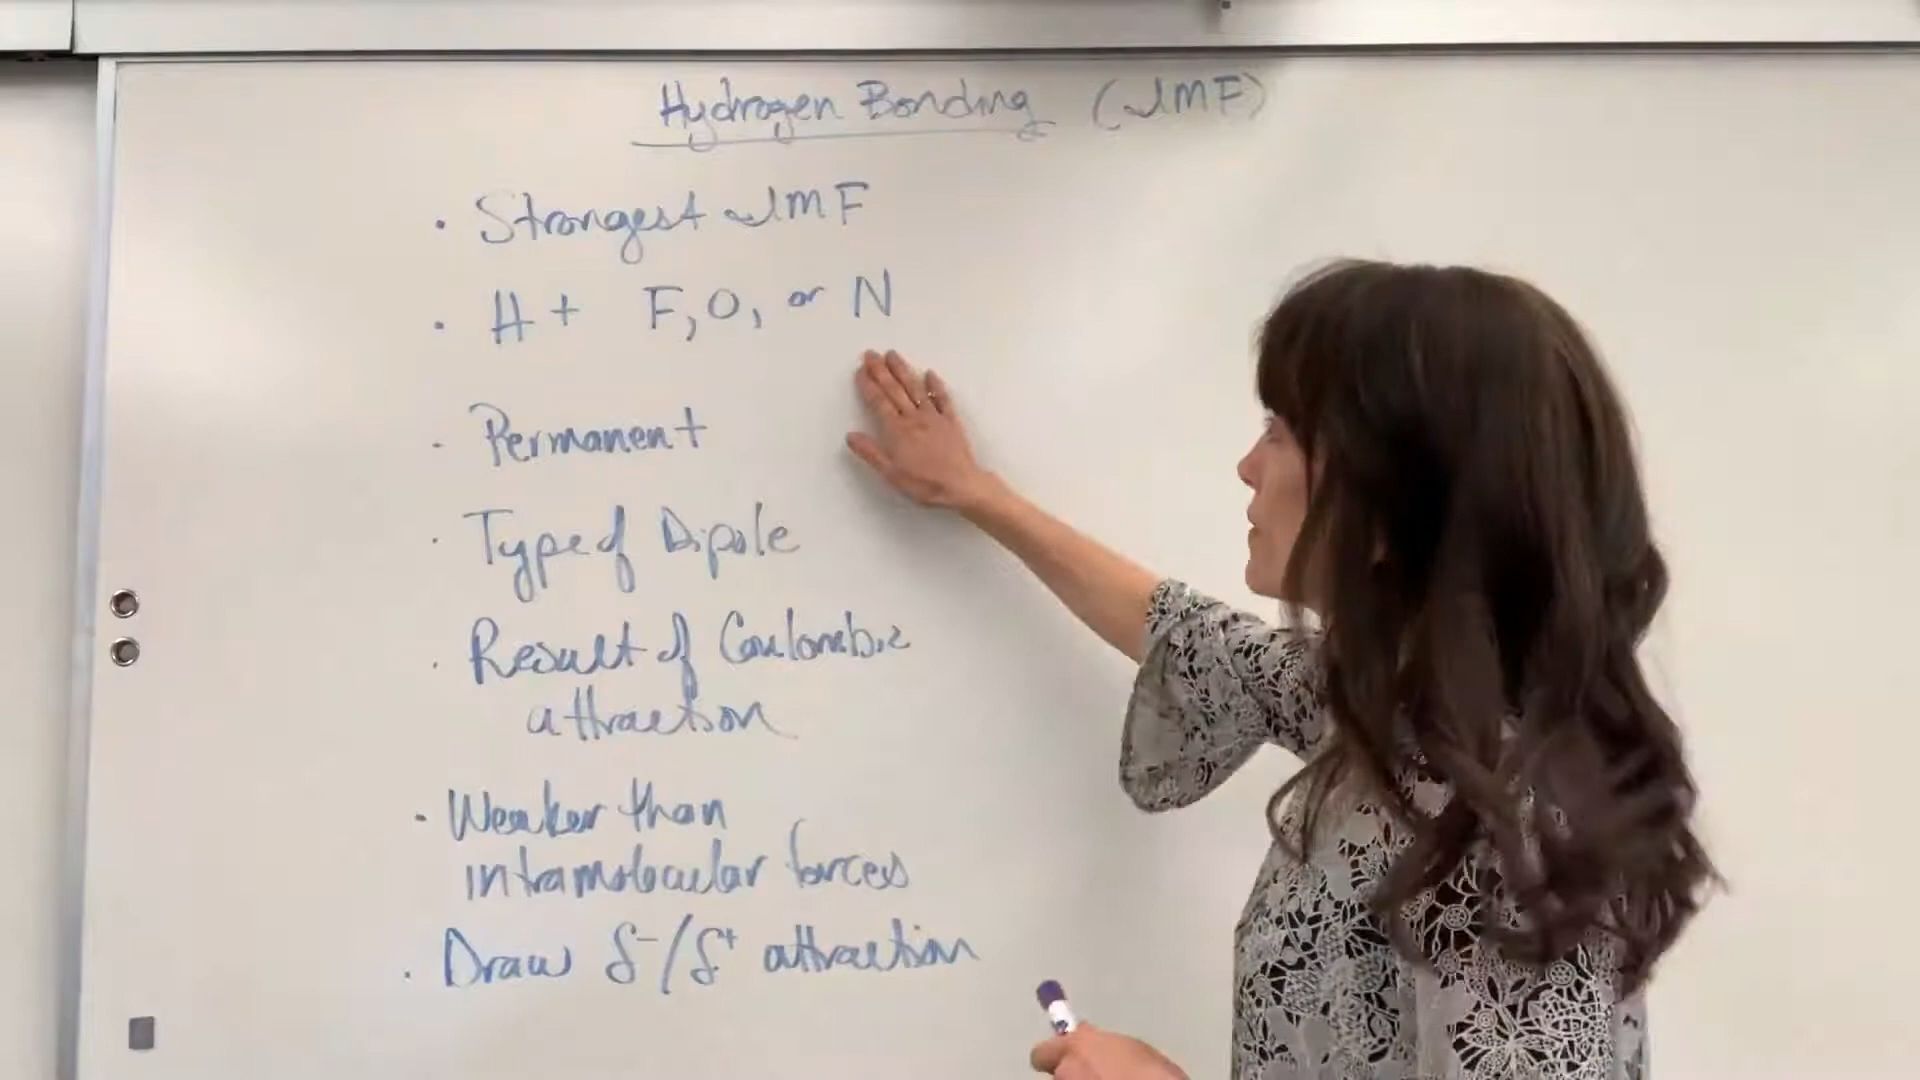 Hydrogen Bonding (IMF)
• Strongest IMF
• H + F, O, or N
• Permanent
• Type of Dipole
• Result of Coulombic
attraction
• Weaker than
intramolecular forces
• Draw δ⁻/δ⁺ attraction